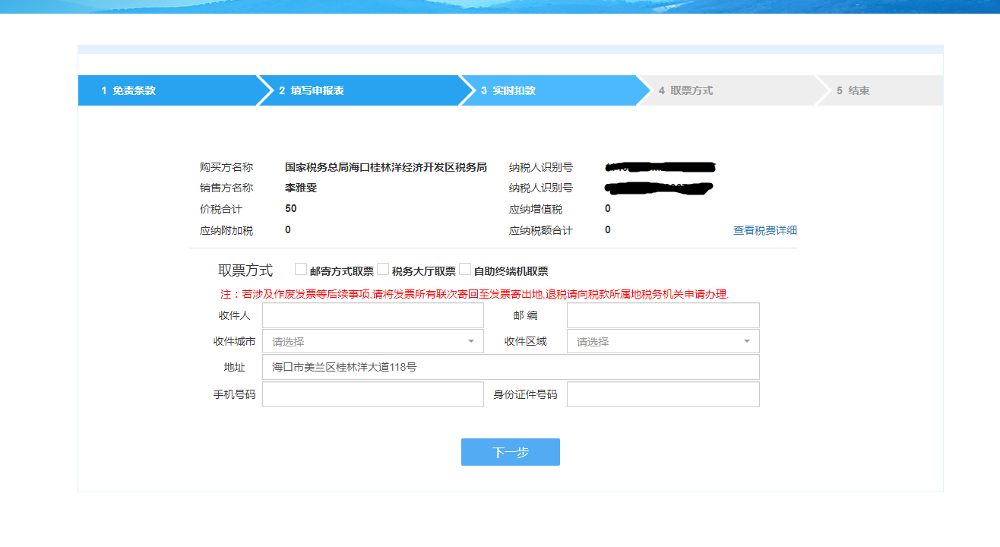 1 免责条款 2 填写申报表 3 实时扣款 4 取票方式 5 结束
购买方名称 国家税务总局海口桂林洋经济开发区税务局 纳税人识别号
销售方名称 李雅雯 纳税人识别号
价税合计 50 应纳增值税 0
应纳附加税 0 应纳税额合计 0 查看税费详细
取票方式 邮寄方式取票 税务大厅取票 自助终端机取票
注：若涉及作废发票等后续事项,请将发票所有联次寄回至发票寄出地,退税请向税款所属地税务机关申请办理.
收件人 邮 编
收件城市 请选择 收件区域 请选择
地址 海口市美兰区桂林洋大道118号
手机号码 身份证件号码
下一步